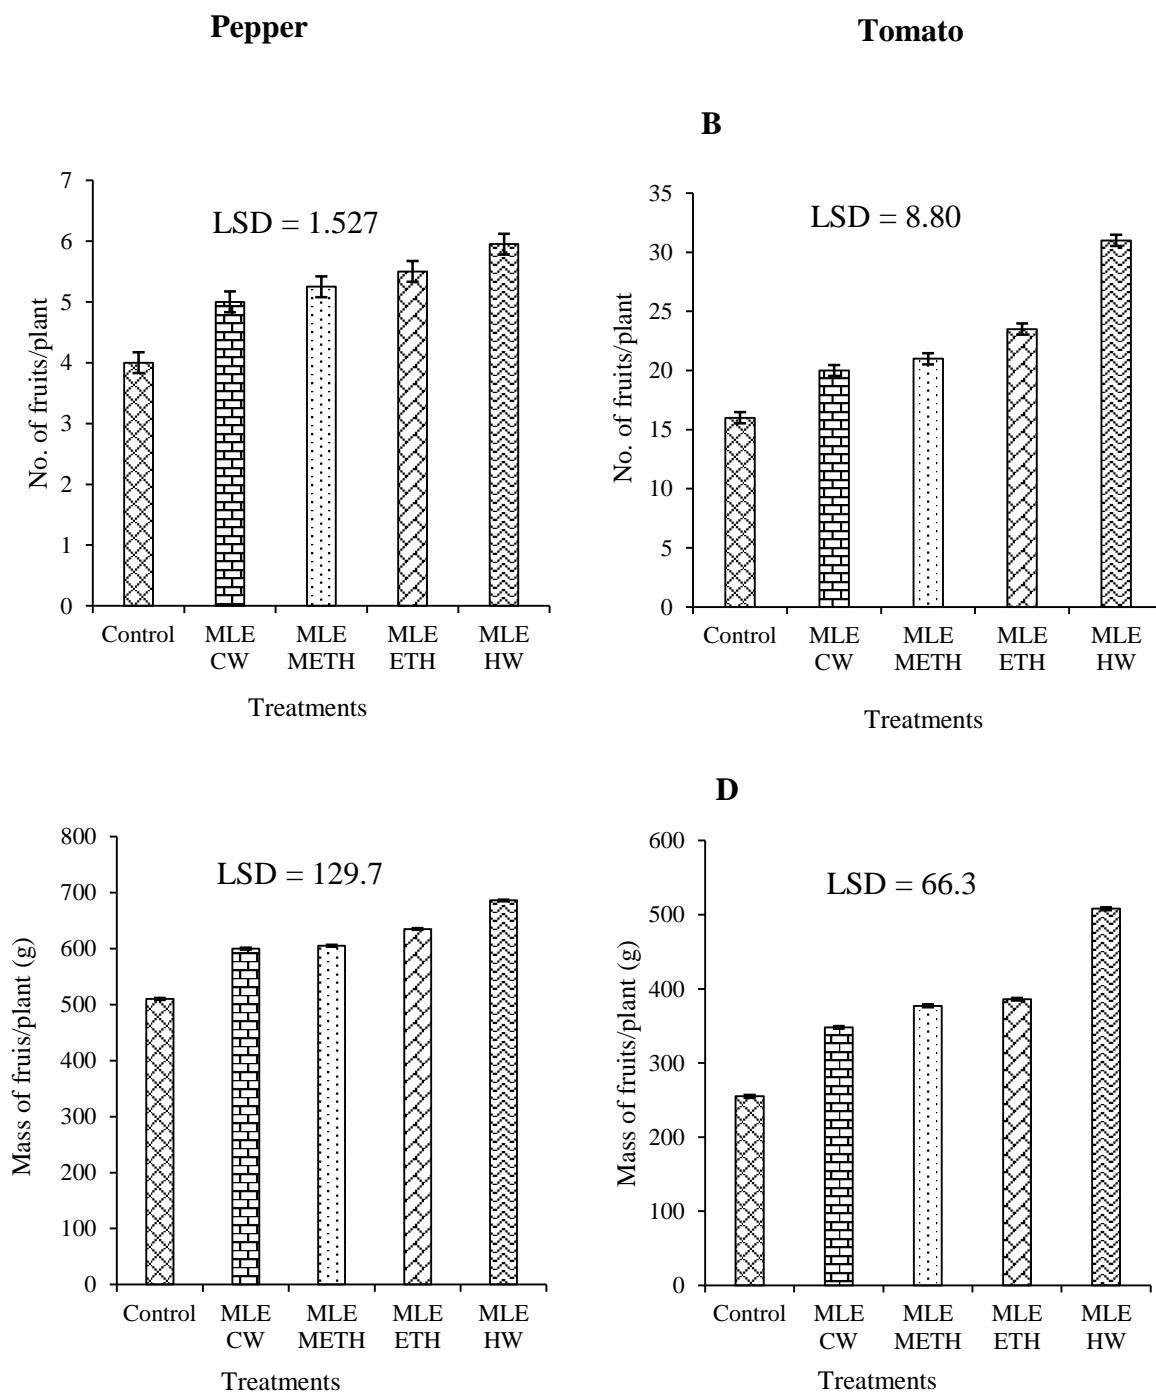 Pepper
Tomato
B
7
6
5
4
3
2
1
0
No. of fruits/plant
LSD = 1.527
Control
MLE CW
MLE METH
MLE ETH
MLE HW
Treatments
35
30
25
20
15
10
5
0
No. of fruits/plant
LSD = 8.80
Control
MLE CW
MLE METH
MLE ETH
MLE HW
Treatments
800
700
600
500
400
300
200
100
0
Mass of fruis/plant (g)
LSD = 129.7
Control
MLE CW
MLE METH
MLE ETH
MLE HW
Treatments
D
600
500
400
300
200
100
0
Mass of fruits/plant (g)
LSD = 66.3
Control
MLE CW
MLE METH
MLE ETH
MLE HW
Treatments